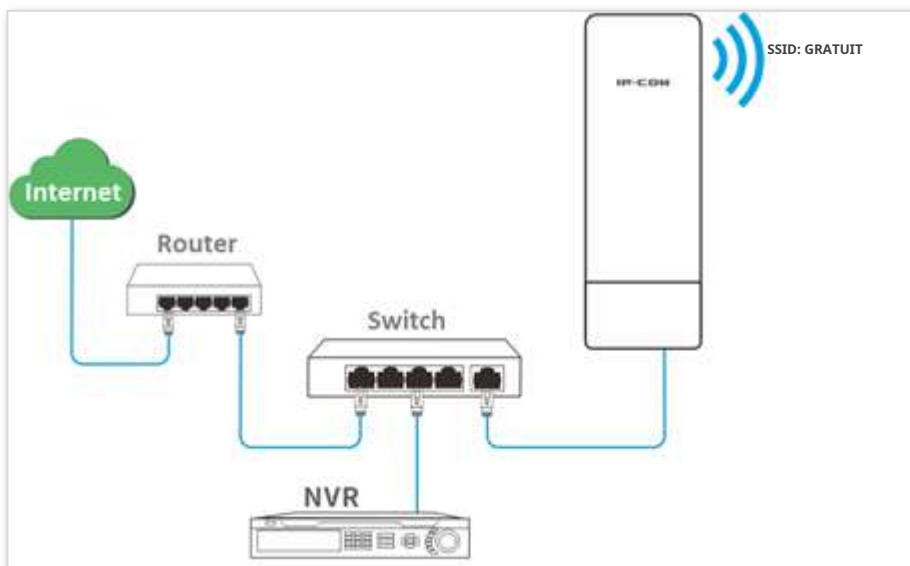 SSID: GRATUIT
IP-COM
Internet
Router
Switch
NVR